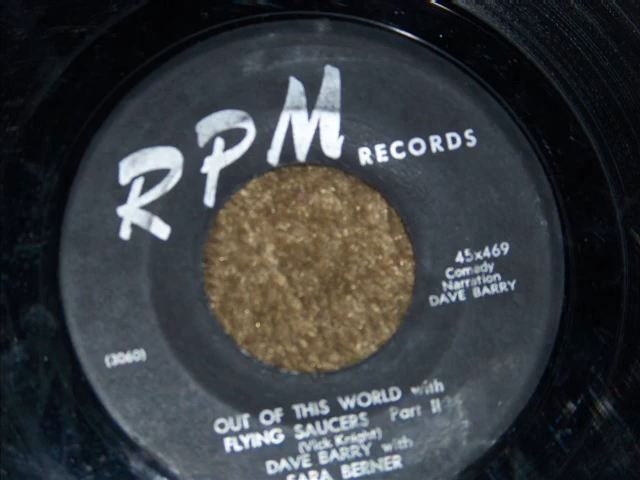 RPM RECORDS
45x469
Comedy
Narration
DAVE BARRY
(3060)
OUT OF THIS WORLD with
FLYING SAUCERS Part II
(Vick Knight)
DAVE BARRY with
SARA BERNER